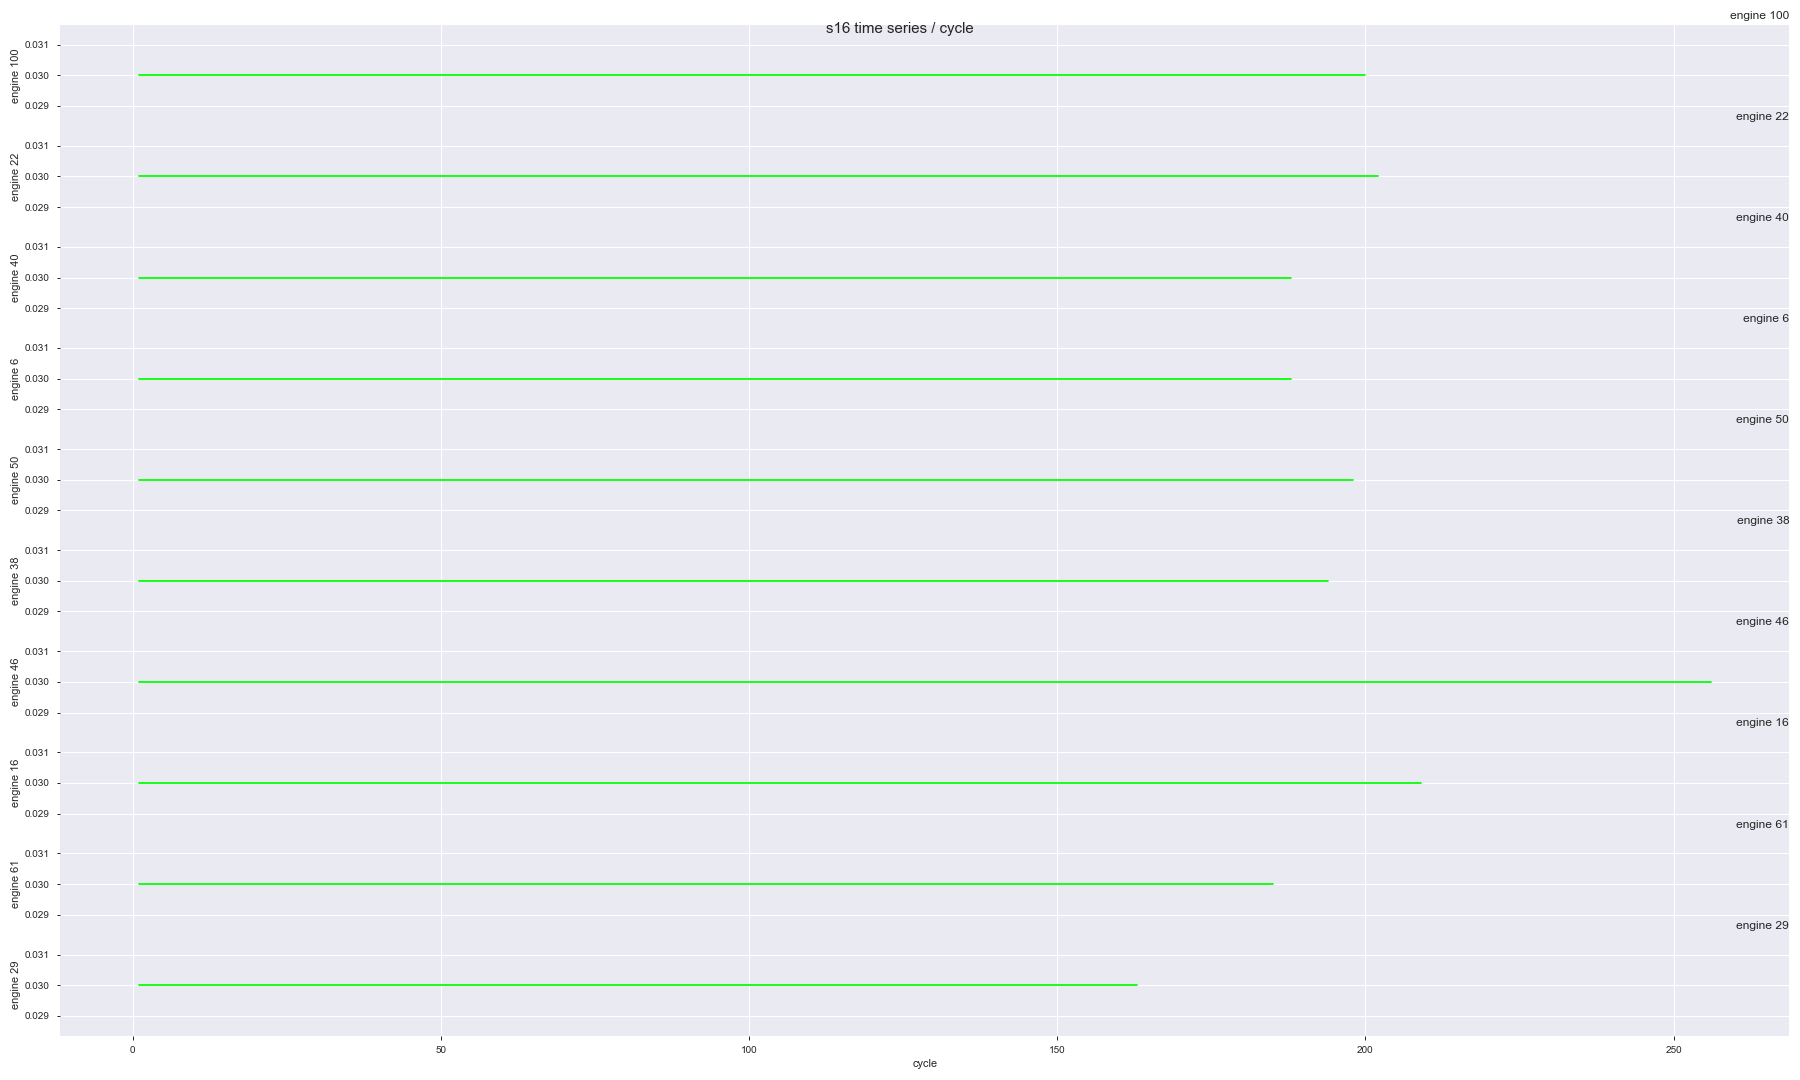 s16 time series / cycle
engine 100
engine 100
0.031
0.030
0.029
engine 22
engine 22
0.031
0.030
0.029
engine 40
engine 40
0.031
0.030
0.029
engine 6
engine 6
0.031
0.030
0.029
engine 50
engine 50
0.031
0.030
0.029
engine 38
engine 38
0.031
0.030
0.029
engine 46
engine 46
0.031
0.030
0.029
engine 16
engine 16
0.031
0.030
0.029
engine 61
engine 61
0.031
0.030
0.029
engine 29
engine 29
0.031
0.030
0.029
0 50 100 150 200 250
cycle